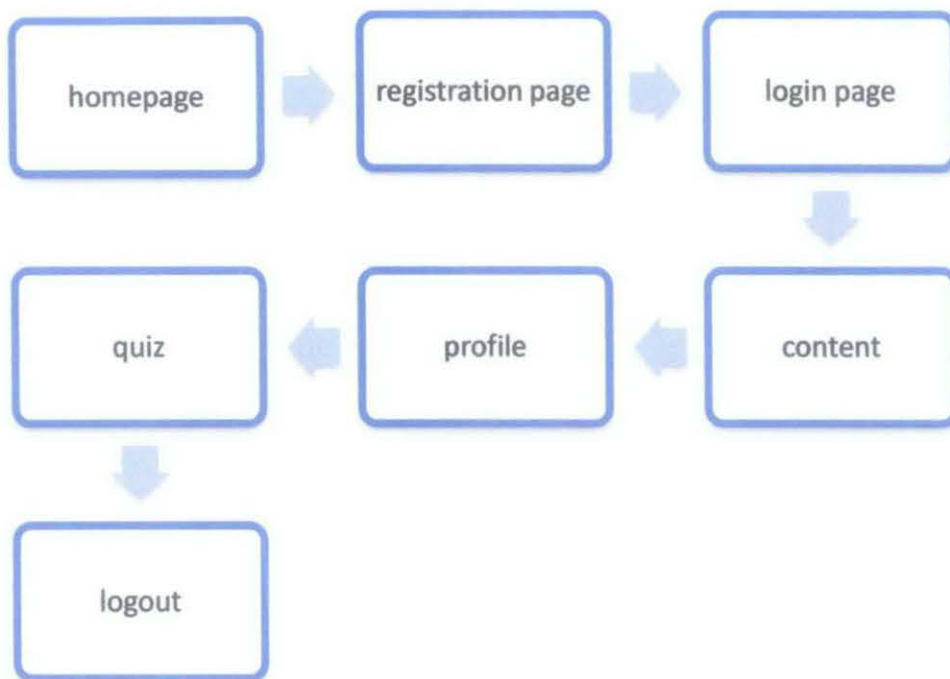 homepage
registration page
login page
content
profile
quiz
logout